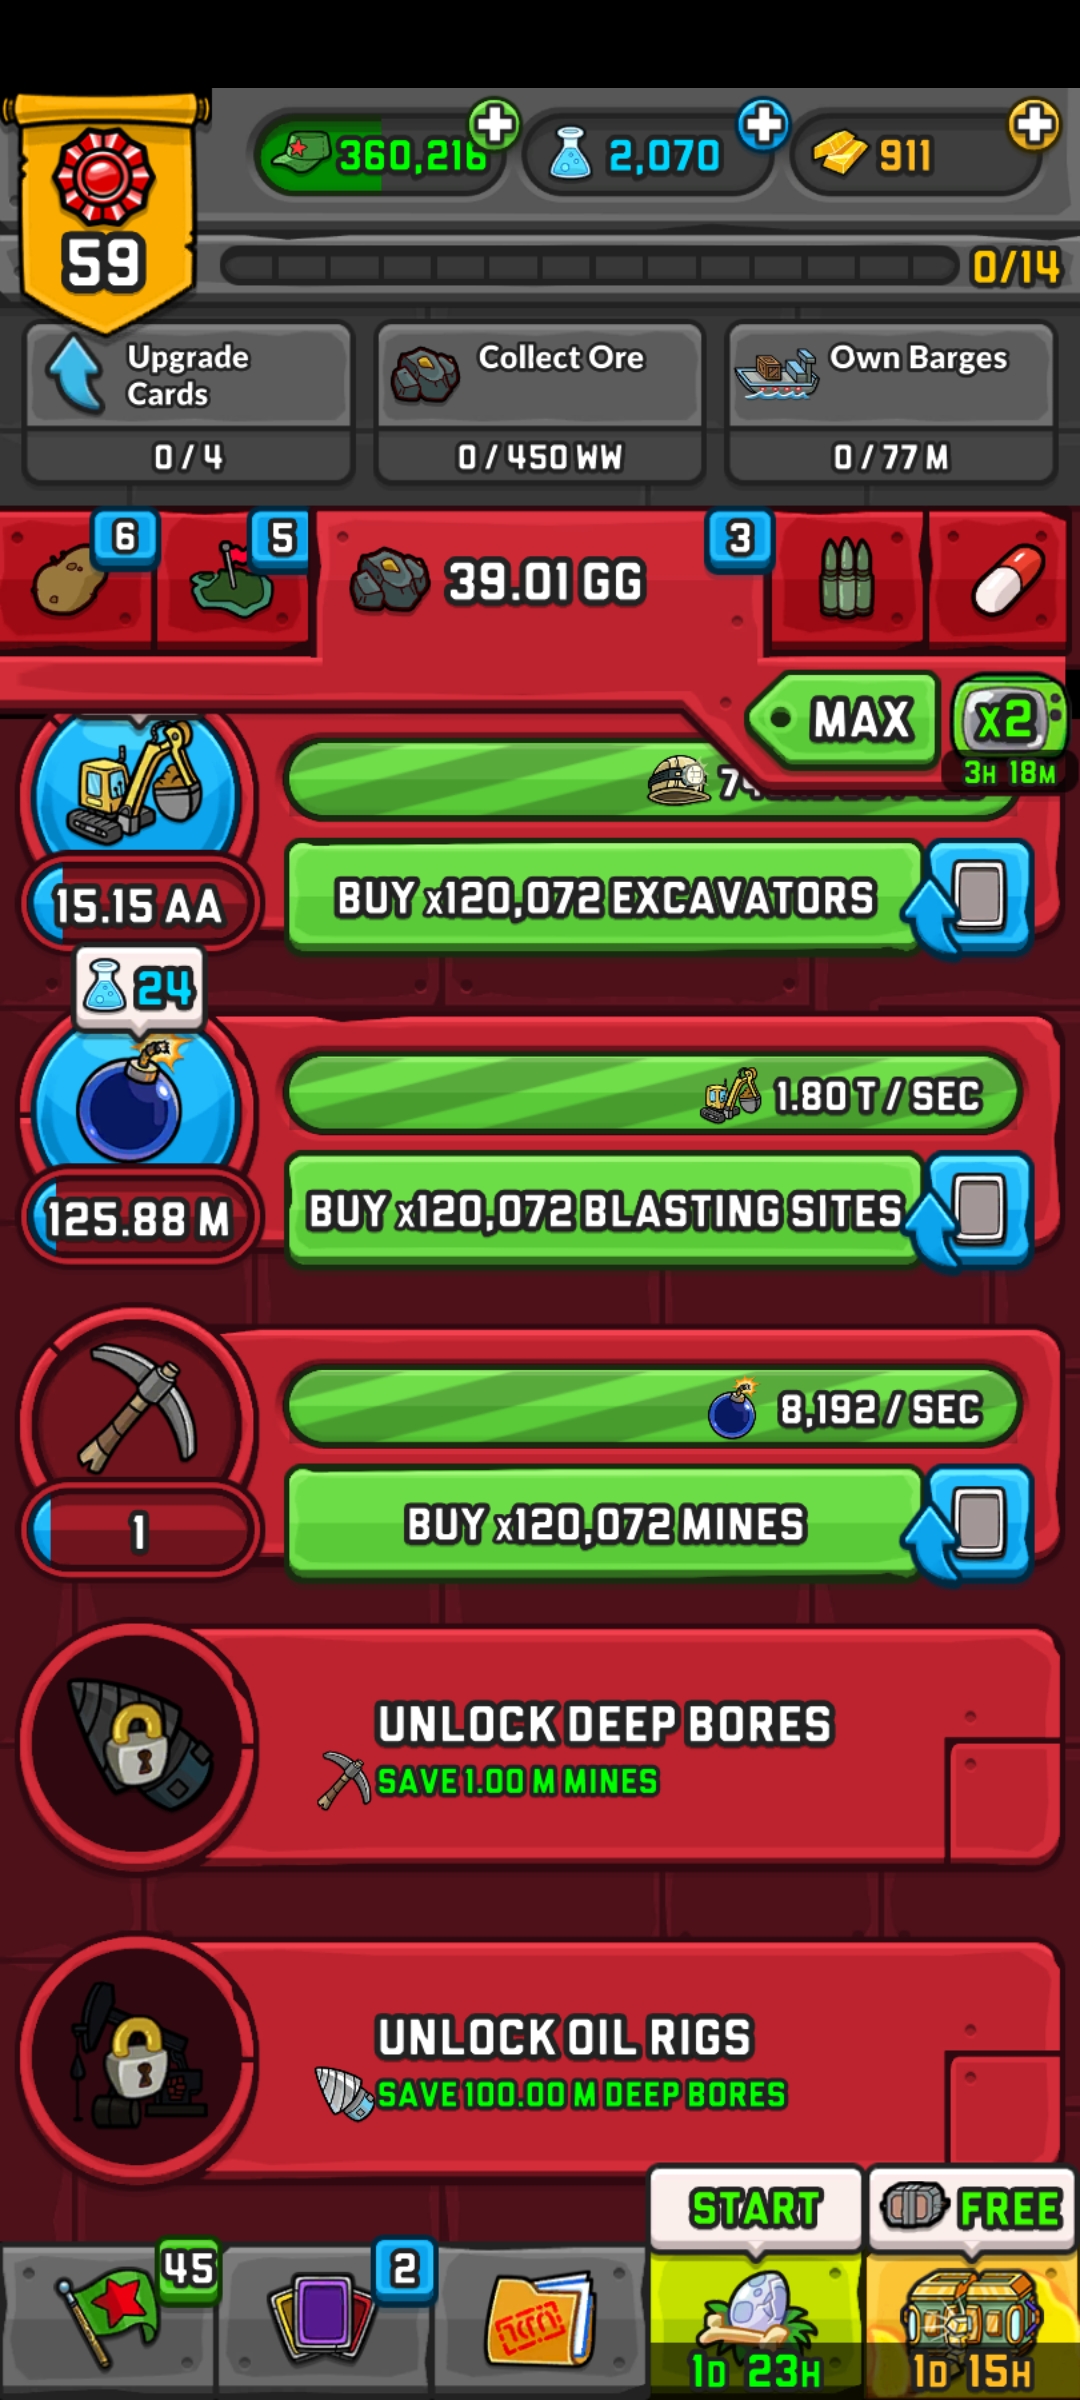 360,216
2,070
911
59
0/14
Upgrade
Cards
Collect Ore
Own Barges
0 / 4
0 / 450 WW
0 / 77 M
6
5
39.01 GG
3
MAX
x2
3H 18M
15.15 AA
BUY x120,072 EXCAVATORS
24
1.80 T / SEC
125.88 M
BUY x120,072 BLASTING SITES
8,192 / SEC
1
BUY x120,072 MINES
UNLOCK DEEP BORES
SAVE 1.00 M MINES
UNLOCK OIL RIGS
SAVE 100.00 M DEEP BORES
START
FREE
45
2
1D 23H
1D 15H